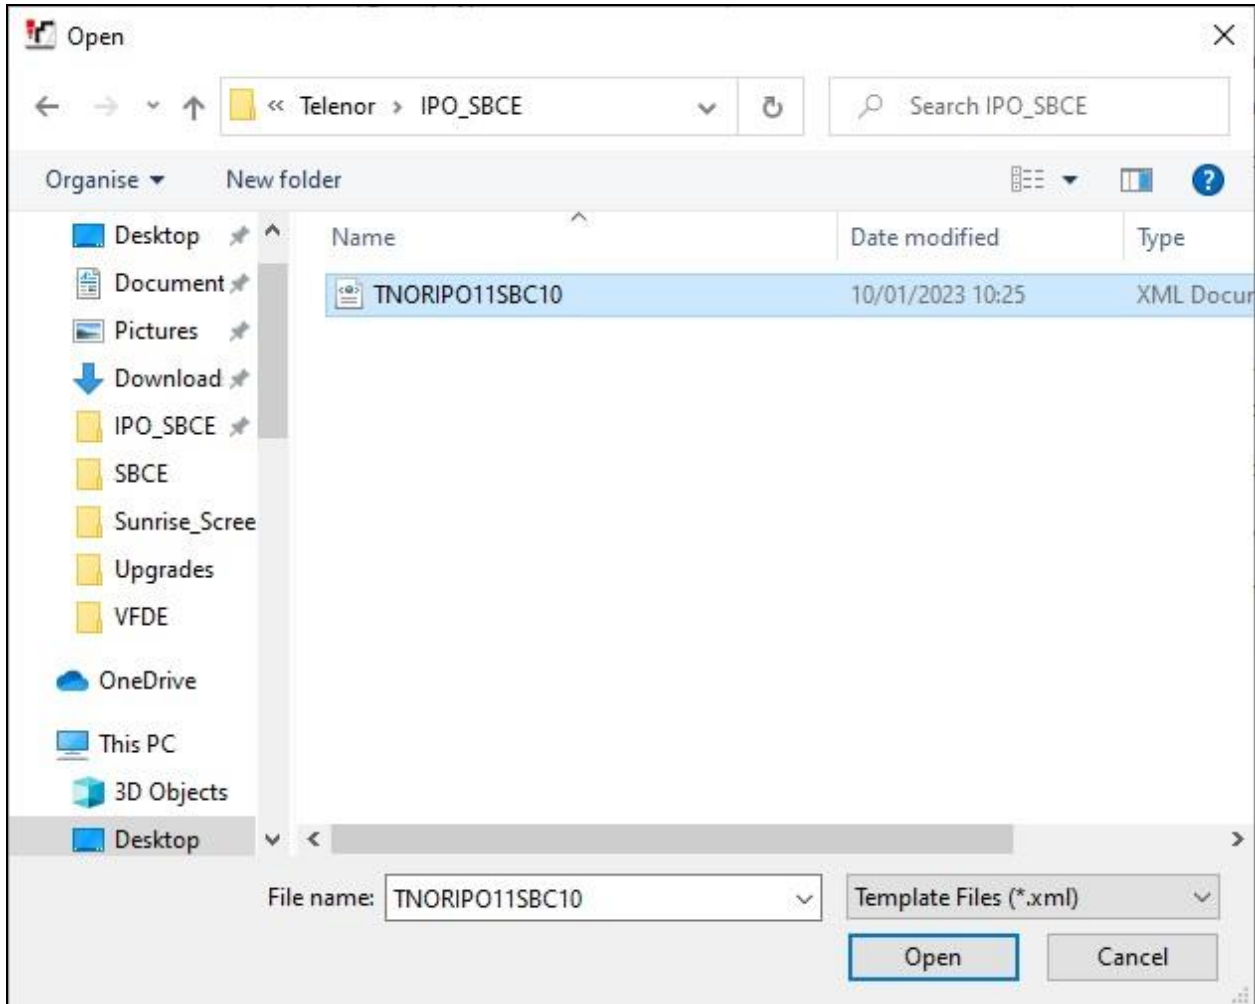 Open
« Telenor > IPO_SBCE
Search IPO_SBCE
Organise
New folder
?
Name
Date modified
Type
Desktop
Document
Pictures
Download
IPO_SBCE
SBCE
Sunrise_Scree
Upgrades
VFDE
OneDrive
This PC
3D Objects
Desktop
TNORIPO11SBC10
10/01/2023 10:25
XML Docur
File name:
TNORIPO11SBC10
Template Files (*.xml)
Open
Cancel